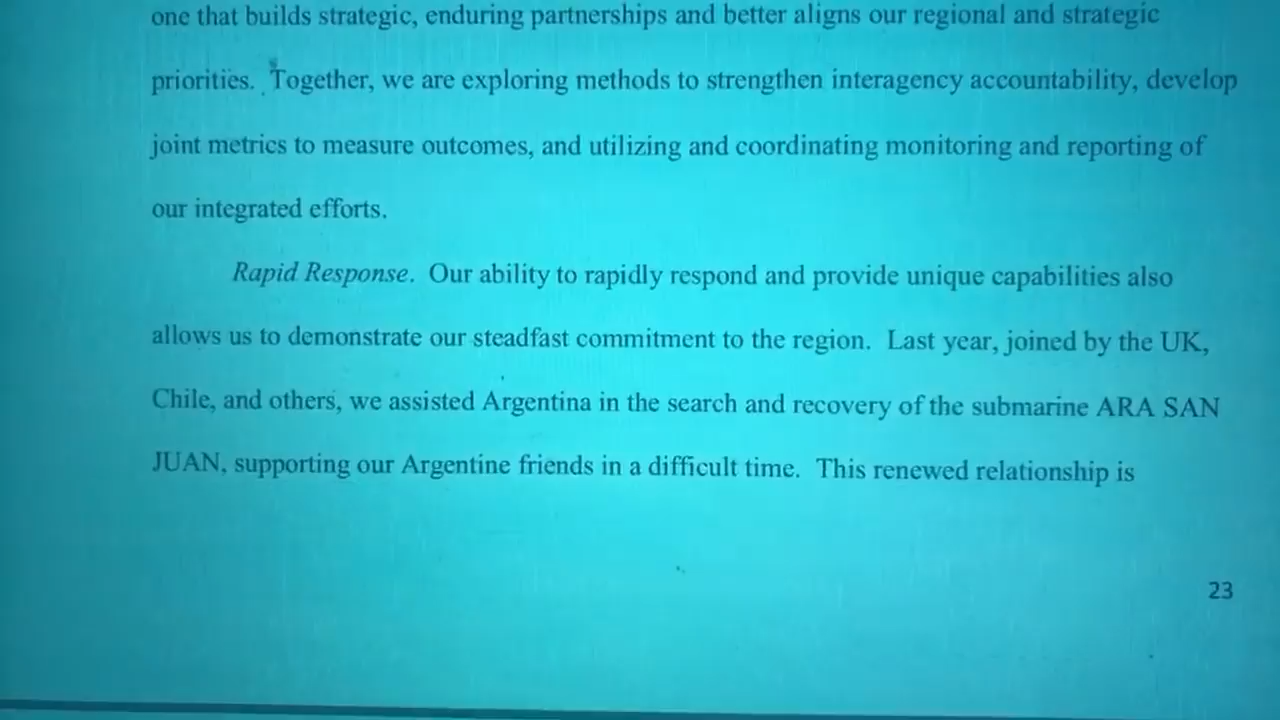 one that builds strategic, enduring partnerships and better aligns our regional and strategic
priorities.  Together, we are exploring methods to strengthen interagency accountability, develop
joint metrics to measure outcomes, and utilizing and coordinating monitoring and reporting of
our integrated efforts.
Rapid Response.  Our ability to rapidly respond and provide unique capabilities also
allows us to demonstrate our steadfast commitment to the region.  Last year, joined by the UK,
Chile, and others, we assisted Argentina in the search and recovery of the submarine ARA SAN
JUAN, supporting our Argentine friends in a difficult time.  This renewed relationship is
23